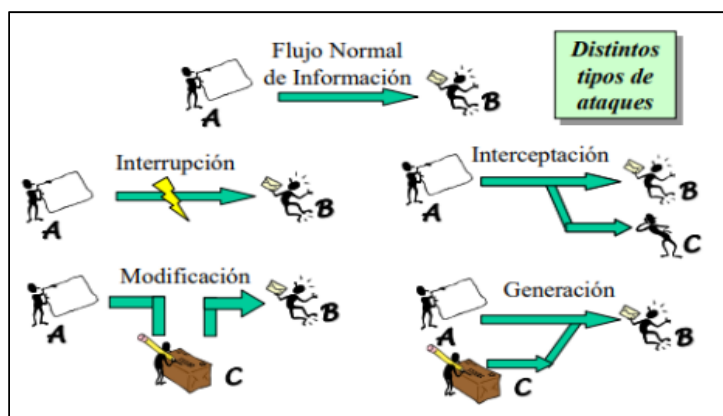 Flujo Normal
de Información
A
B
Distintos
tipos de
ataques
Interrupción
A
B
Interceptación
A
B
C
Modificación
A
B
C
Generación
A
B
C